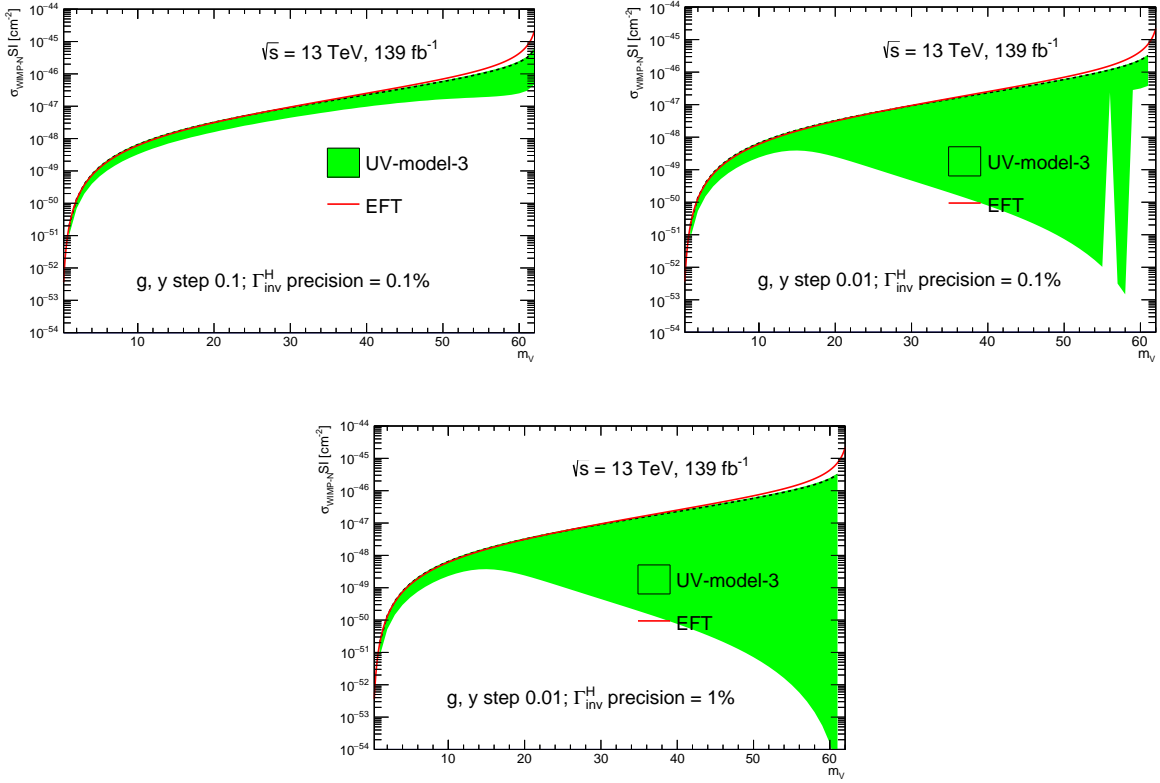 σ_WIMP-N SI [cm⁻²]
10⁻⁴⁴
10⁻⁴⁵
10⁻⁴⁶
10⁻⁴⁷
10⁻⁴⁸
10⁻⁴⁹
10⁻⁵⁰
10⁻⁵¹
10⁻⁵²
10⁻⁵³
10⁻⁵⁴
√s = 13 TeV, 139 fb⁻¹
UV-model-3
EFT
g, y step 0.1; Γ^H_inv precision = 0.1%
10 20 30 40 50 60
m_V
σ_WIMP-N SI [cm⁻²]
10⁻⁴⁴
10⁻⁴⁵
10⁻⁴⁶
10⁻⁴⁷
10⁻⁴⁸
10⁻⁴⁹
10⁻⁵⁰
10⁻⁵¹
10⁻⁵²
10⁻⁵³
10⁻⁵⁴
√s = 13 TeV, 139 fb⁻¹
UV-model-3
EFT
g, y step 0.01; Γ^H_inv precision = 0.1%
10 20 30 40 50 60
m_V
σ_WIMP-N SI [cm⁻²]
10⁻⁴⁴
10⁻⁴⁵
10⁻⁴⁶
10⁻⁴⁷
10⁻⁴⁸
10⁻⁴⁹
10⁻⁵⁰
10⁻⁵¹
10⁻⁵²
10⁻⁵³
10⁻⁵⁴
√s = 13 TeV, 139 fb⁻¹
UV-model-3
EFT
g, y step 0.01; Γ^H_inv precision = 1%
10 20 30 40 50 60
m_V